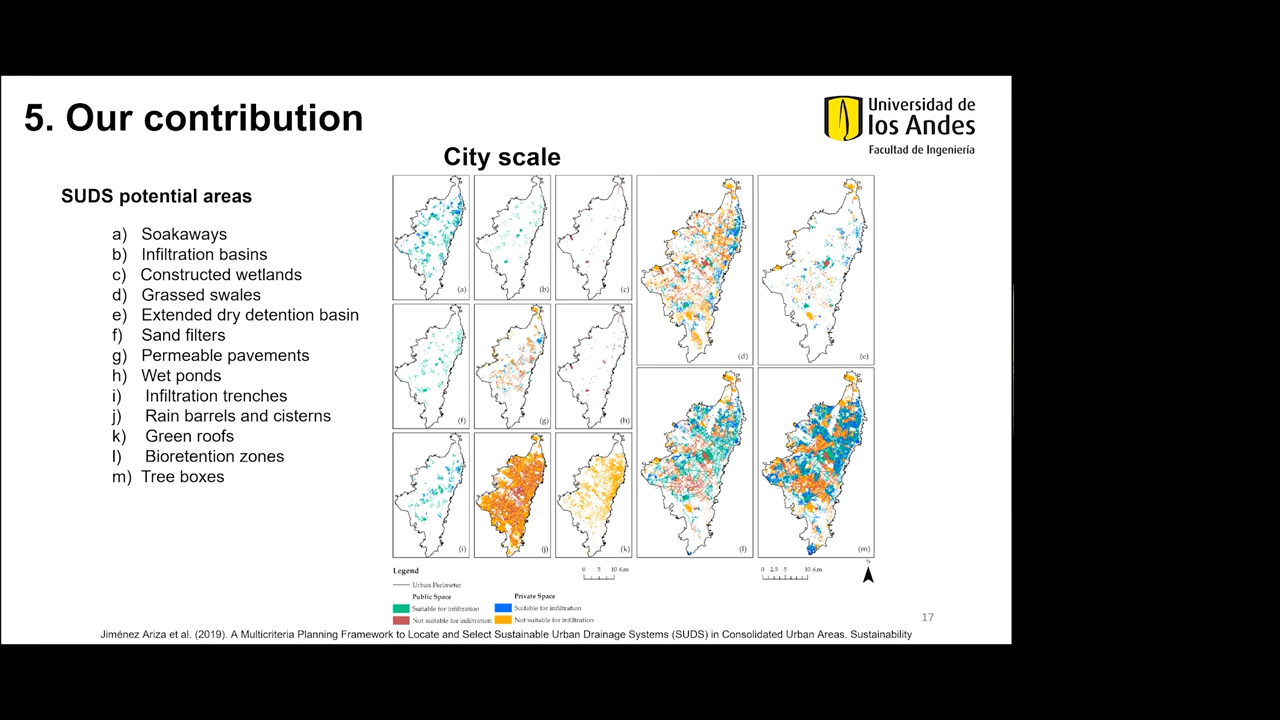 5. Our contribution
Universidad de
los Andes
Facultad de Ingeniería
City scale
SUDS potential areas
a) Soakaways
b) Infiltration basins
c) Constructed wetlands
d) Grassed swales
e) Extended dry detention basin
f) Sand filters
g) Permeable pavements
h) Wet ponds
i) Infiltration trenches
j) Rain barrels and cisterns
k) Green roofs
l) Bioretention zones
m) Tree boxes
(a)
(b)
(c)
(d)
(e)
(f)
(g)
(h)
(i)
(j)
(k)
(l)
(m)
Legend
Urban Perimeter
Public Space
Private Space
Suitable for infiltration
Suitable for infiltration
Not suitable for infiltration
Not suitable for infiltration
0 5 10 Km
0 2.5 5 10 Km
N
17
Jiménez Ariza et al. (2019). A Multicriteria Planning Framework to Locate and Select Sustainable Urban Drainage Systems (SUDS) in Consolidated Urban Areas. Sustainability